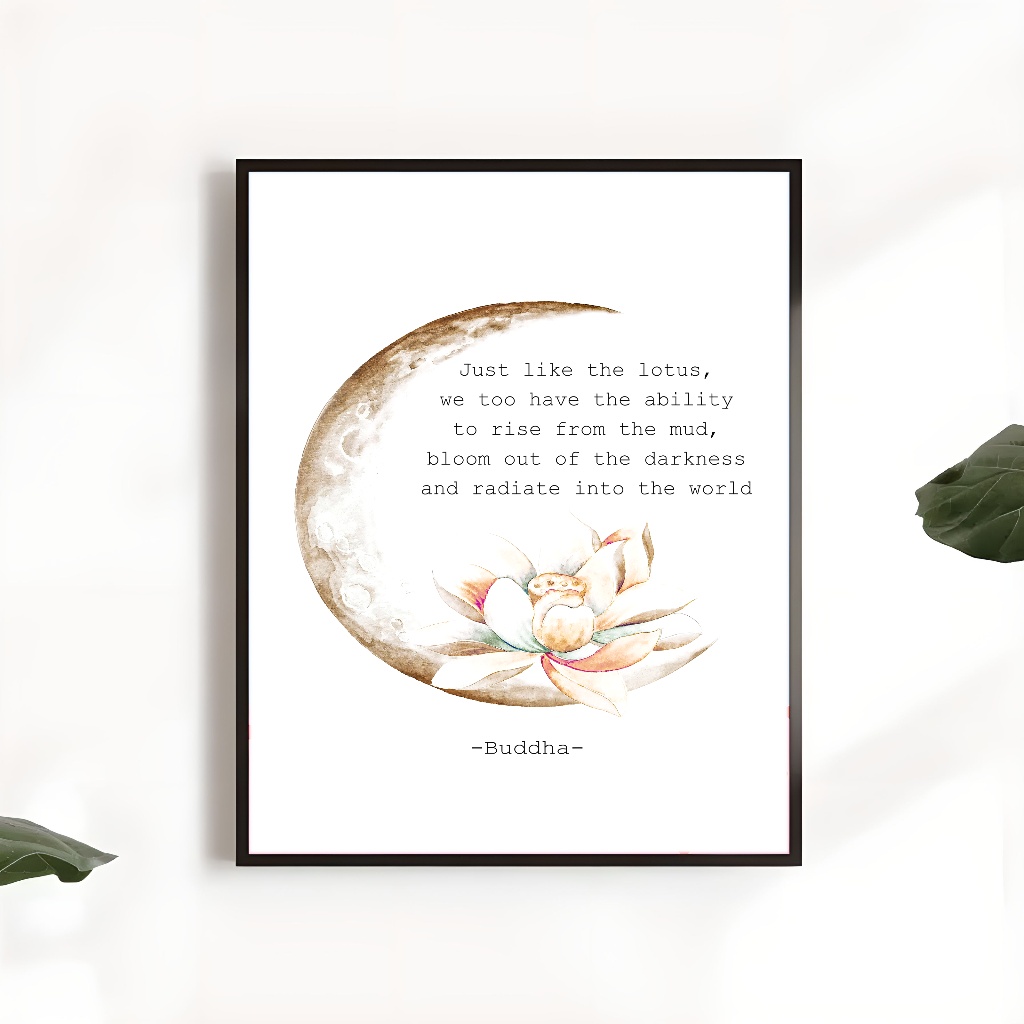 Just like the lotus,
we too have the ability
to rise from the mud,
bloom out of the darkness
and radiate into the world
-Buddha-